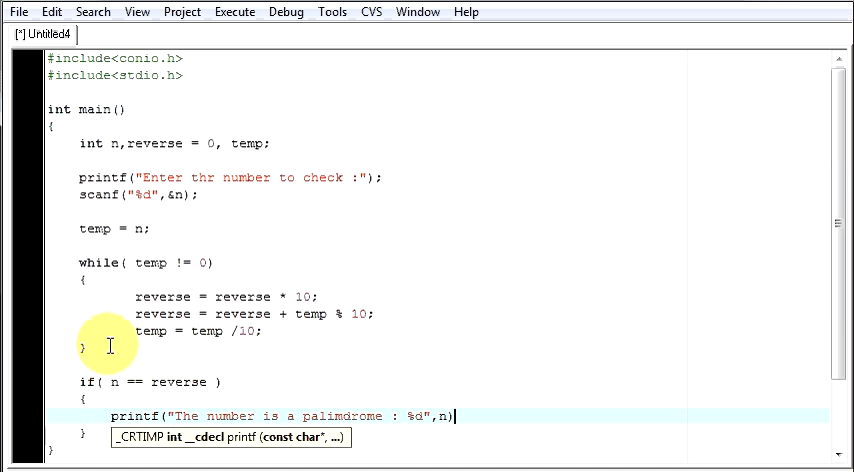 File Edit Search View Project Execute Debug Tools CVS Window Help
[*] Untitled4
#include<conio.h>
#include<stdio.h>
int main()
{
int n,reverse = 0, temp;
printf("Enter thr number to check :");
scanf("%d",&n);
temp = n;
while( temp != 0)
{
reverse = reverse * 10;
reverse = reverse + temp % 10;
temp = temp /10;
}
if( n == reverse )
{
printf("The number is a palimdrome : %d",n)
}
_CRTIMP int __cdecl printf (const char*, ...)
}